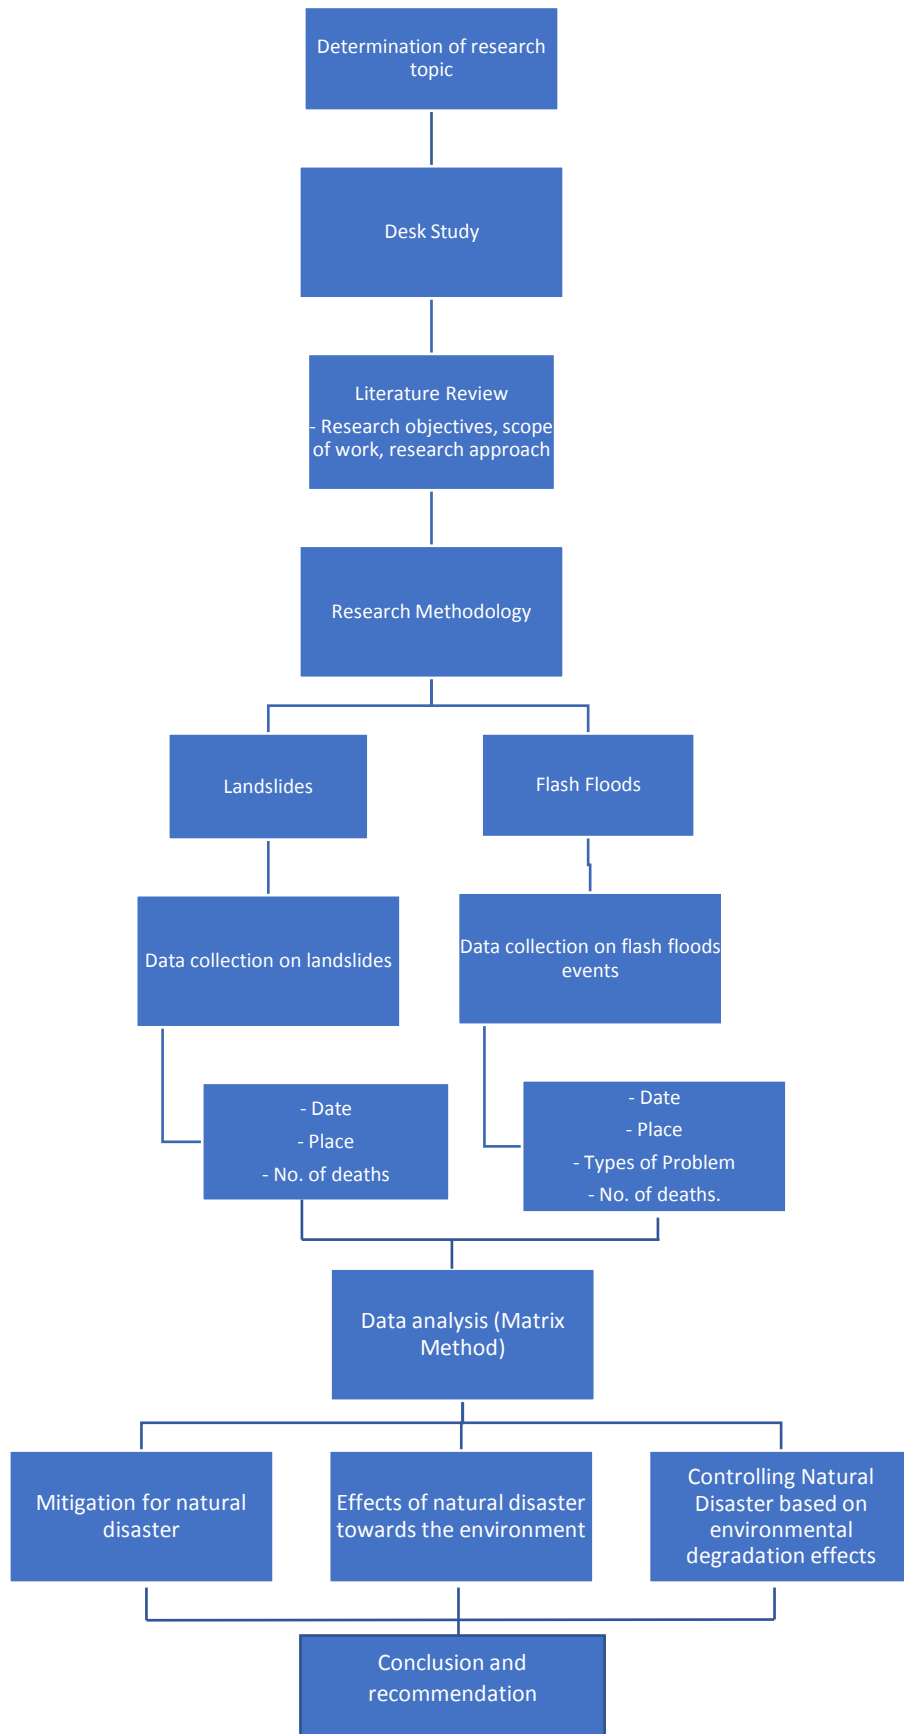 Determination of research
topic
Desk Study
Literature Review
- Research objectives, scope
of work, research approach
Research Methodology
Landslides
Flash Floods
Data collection on landslides
Data collection on flash floods
events
- Date
- Place
- No. of deaths
- Date
- Place
- Types of Problem
- No. of deaths.
Data analysis (Matrix
Method)
Mitigation for natural
disaster
Effects of natural disaster
towards the environment
Controlling Natural
Disaster based on
environmental
degradation effects
Conclusion and
recommendation